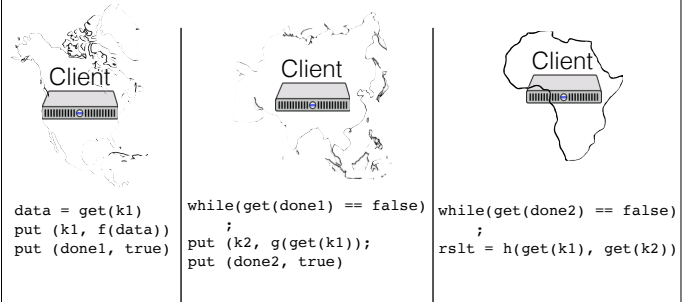 Client
data = get(k1)
put (k1, f(data))
put (done1, true)
Client
while(get(done1) == false)
;
put (k2, g(get(k1));
put (done2, true)
Client
while(get(done2) == false)
;
rslt = h(get(k1), get(k2))